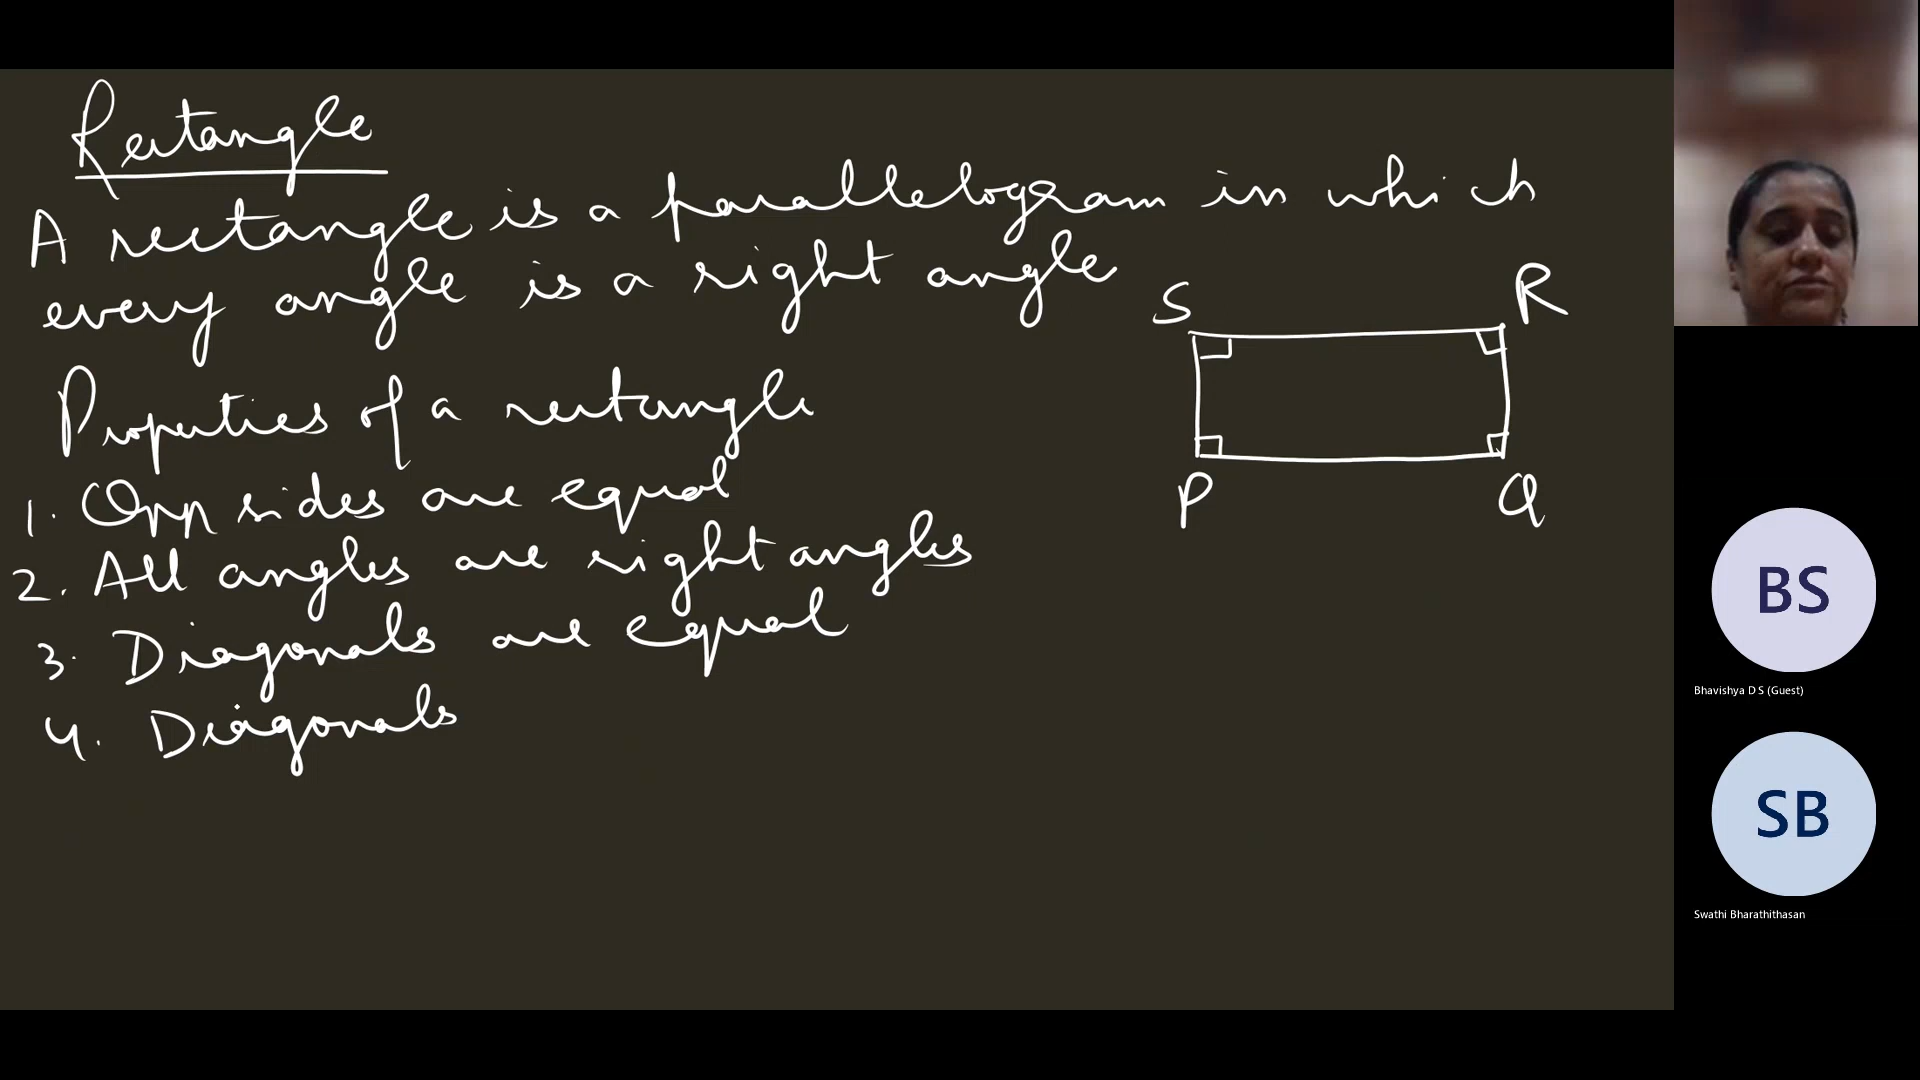 Rectangle
A rectangle is a parallelogram in which
every angle is a right angle
S
R
Properties of a rectangle
1. Opp sides are equal
P
Q
2. All angles are right angles
3. Diagonals are equal
4. Diagonals
BS
Bhavishya D S (Guest)
SB
Swathi Bharathithasan